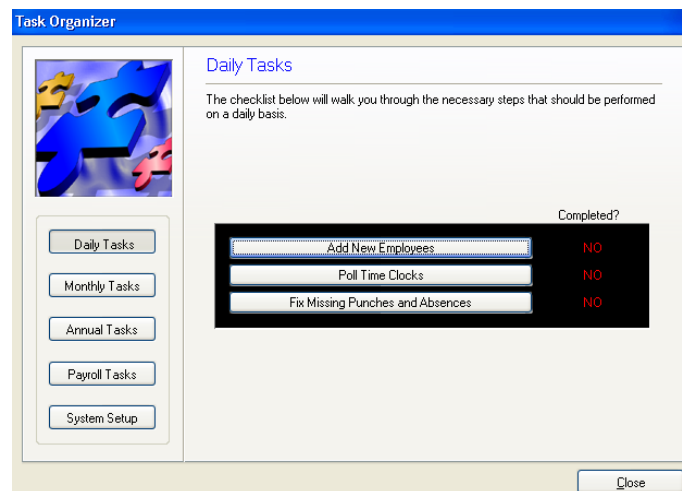 Task Organizer
Daily Tasks
The checklist below will walk you through the necessary steps that should be performed
on a daily basis.
Completed?
Add New Employees NO
Poll Time Clocks NO
Fix Missing Punches and Absences NO
Daily Tasks
Monthly Tasks
Annual Tasks
Payroll Tasks
System Setup
Close